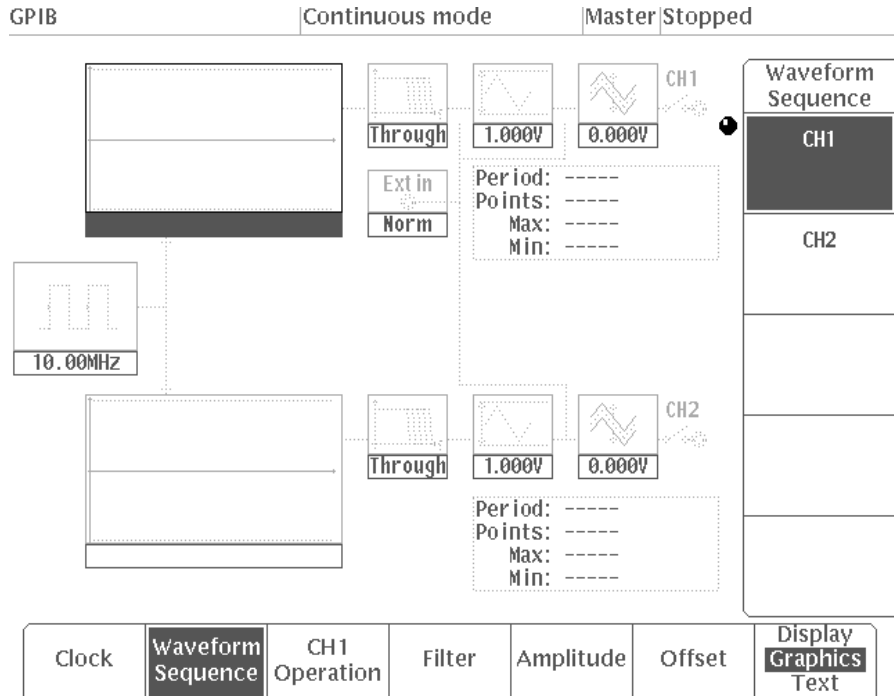 GPIB Continuous mode Master Stopped
Waveform
Sequence
CH1
CH2
CH1
Through 1.000V 0.000V
Ext in
Norm
Period: -----
Points: -----
Max: -----
Min: -----
10.00MHz
CH2
Through 1.000V 0.000V
Period: -----
Points: -----
Max: -----
Min: -----
Clock
Waveform
Sequence
CH1
Operation
Filter
Amplitude
Offset
Display
Graphics
Text